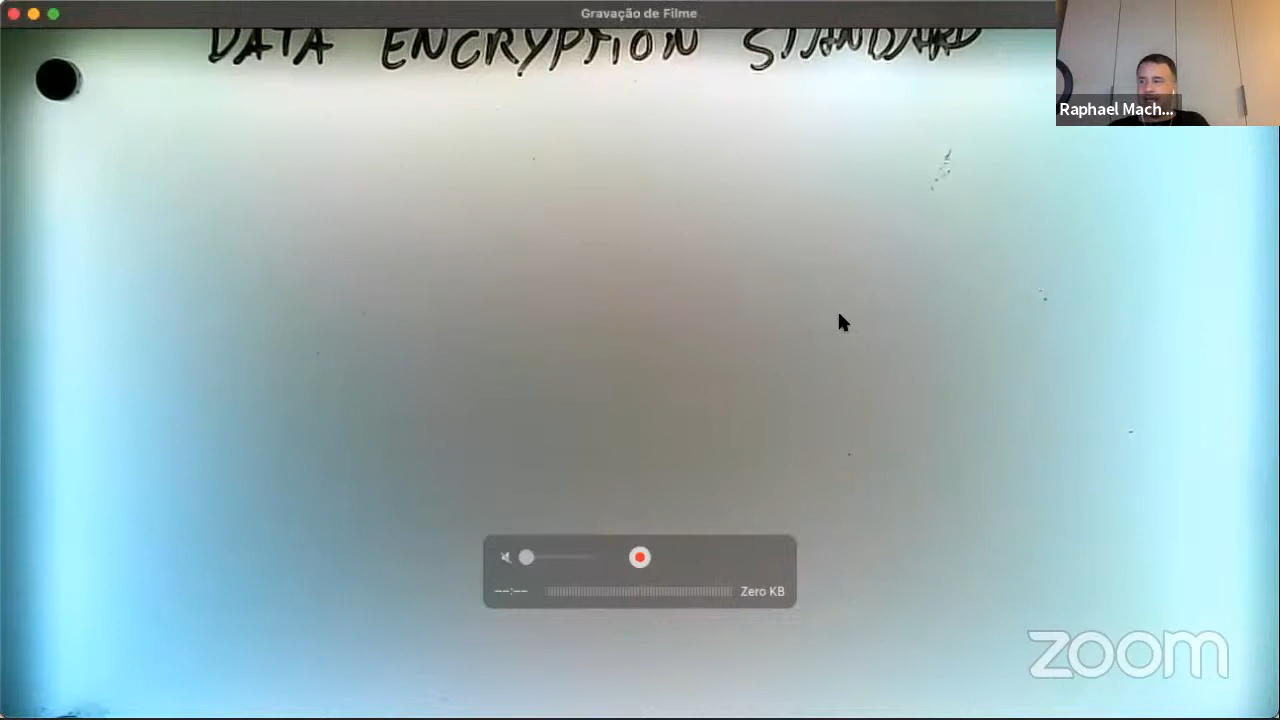 Gravação de Filme
DATA ENCRYPTION STANDARD
Raphael Mach...
--:--
Zero KB
zoom